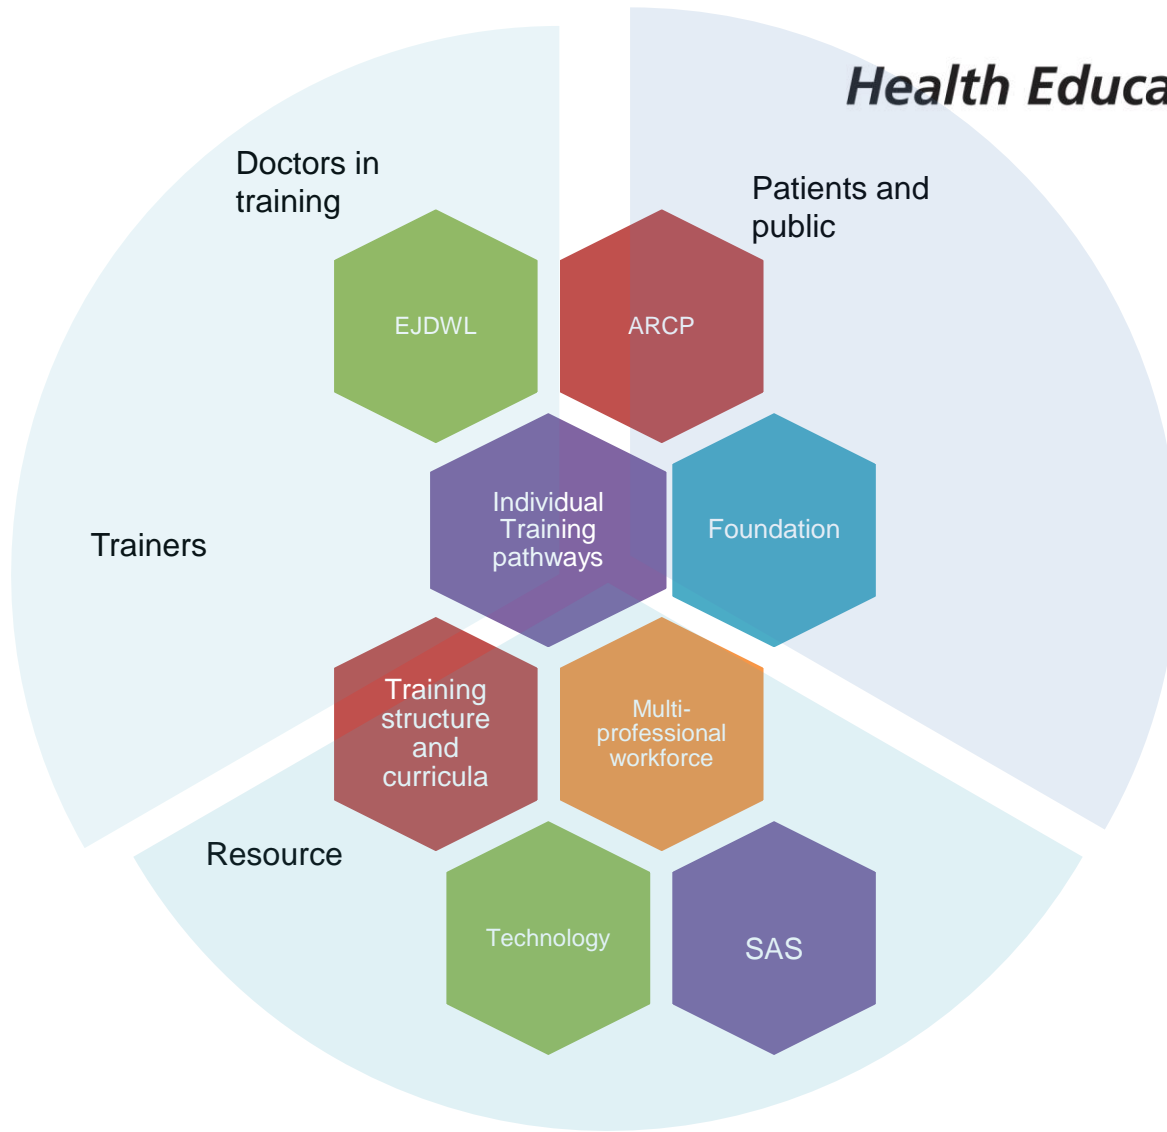 Health Educa
Doctors in
training
Patients and
public
EJDWL
ARCP
Individual
Training
pathways
Foundation
Trainers
Training
structure
and
curricula
Multi-
professional
workforce
Resource
Technology
SAS